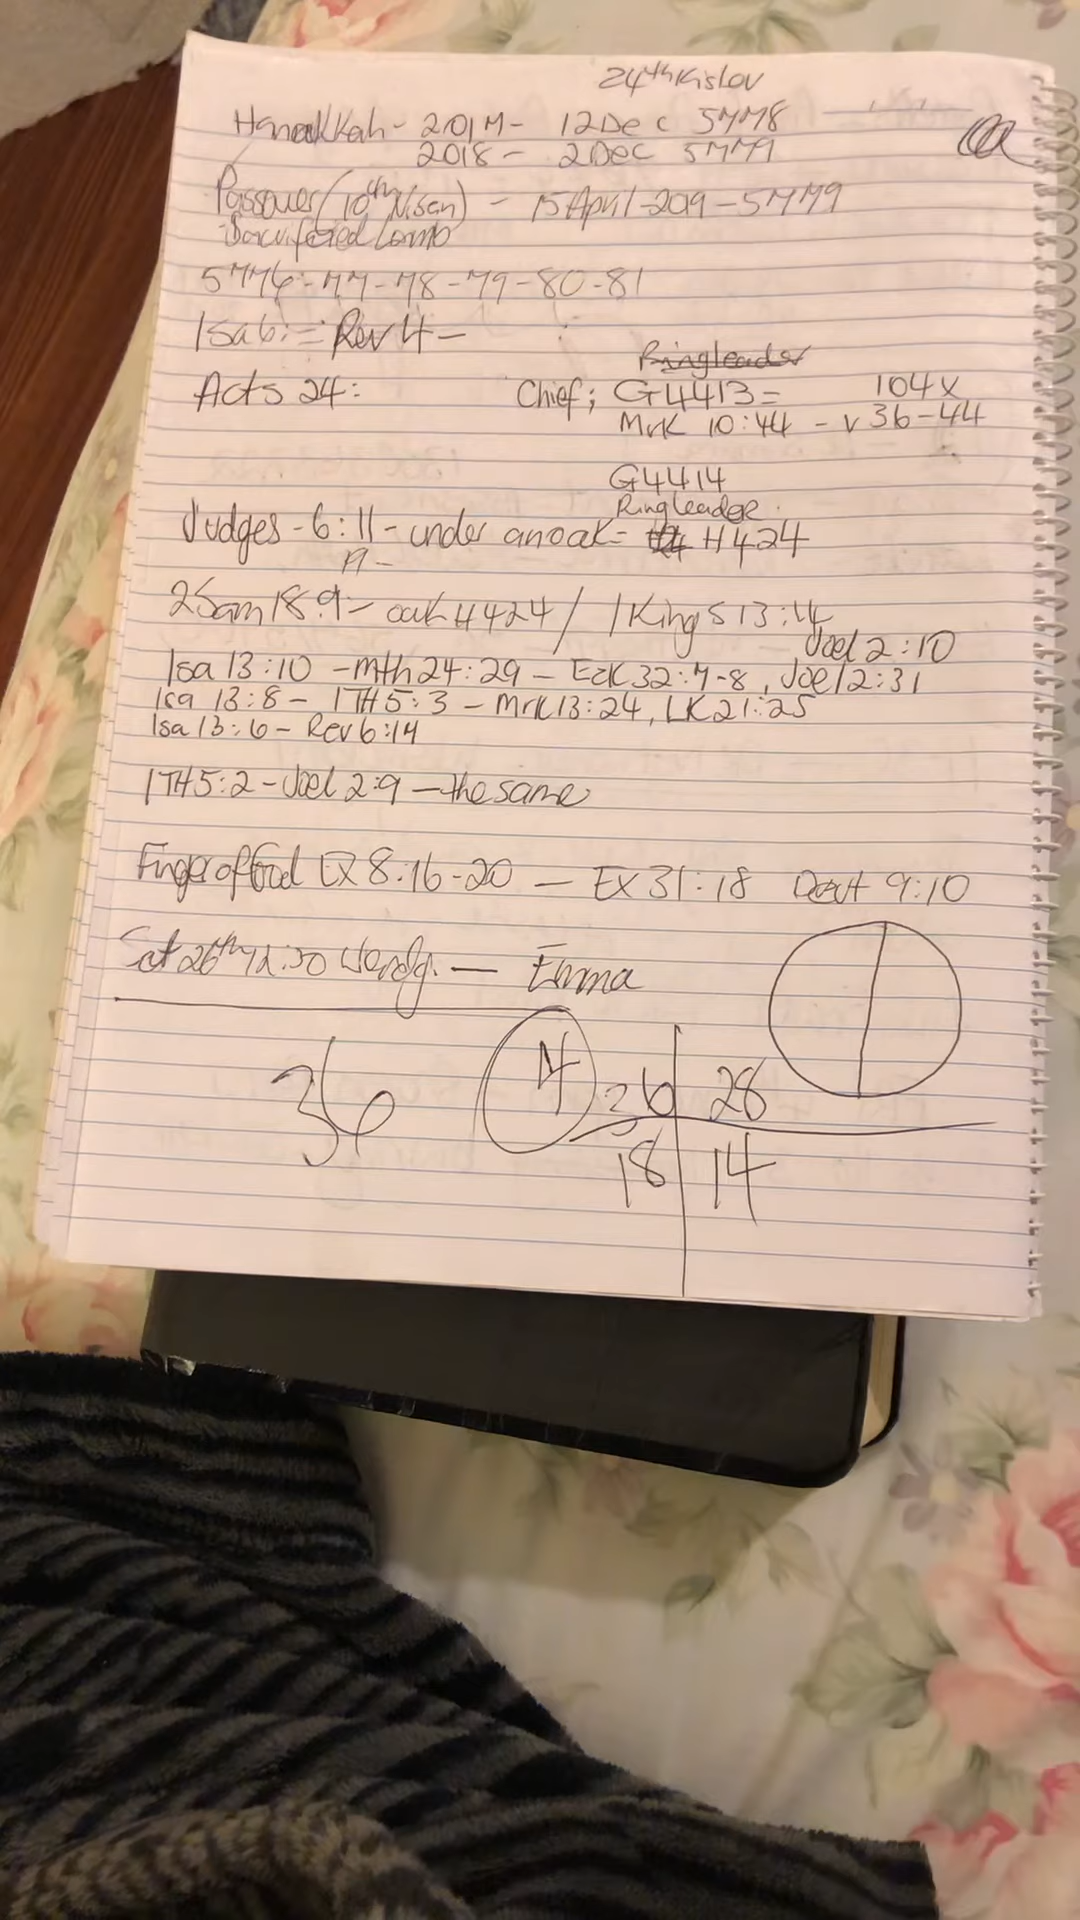 24th Kislov
Hanakkah - 2017 - 12 Dec 5778
2018 - 2 Dec 5779
Passover (10th Nisan) - 15 April - 2019 - 5779
Sacrificed Lamb
5776 - 77 - 78 - 79 - 80 - 81
Isa 6: = Rev 4 -
Ringleader
Acts 24: Chief; G4413 = 104x
Mrk 10:44 - v 36-44
G4414
Ringleader
Judges - 6:11 - under an oak = H424
2 Sam 18:9 - oak H424 / 1 Kings 13:14
Joel 2:10
Isa 13:10 - Mth 24:29 - Ezk 32:7-8, Joel 2:31
Isa 13:8 - 1TH 5:3 - Mrk 13:24, LK 21:25
Isa 13:6 - Rev 6:14
1TH 5:2 - Joel 2:9 - the same
Finger of God EX 8:16-20 - EX 31:18 Deut 9:10
Sat 26th - Emma
36 4 26 28
18 14